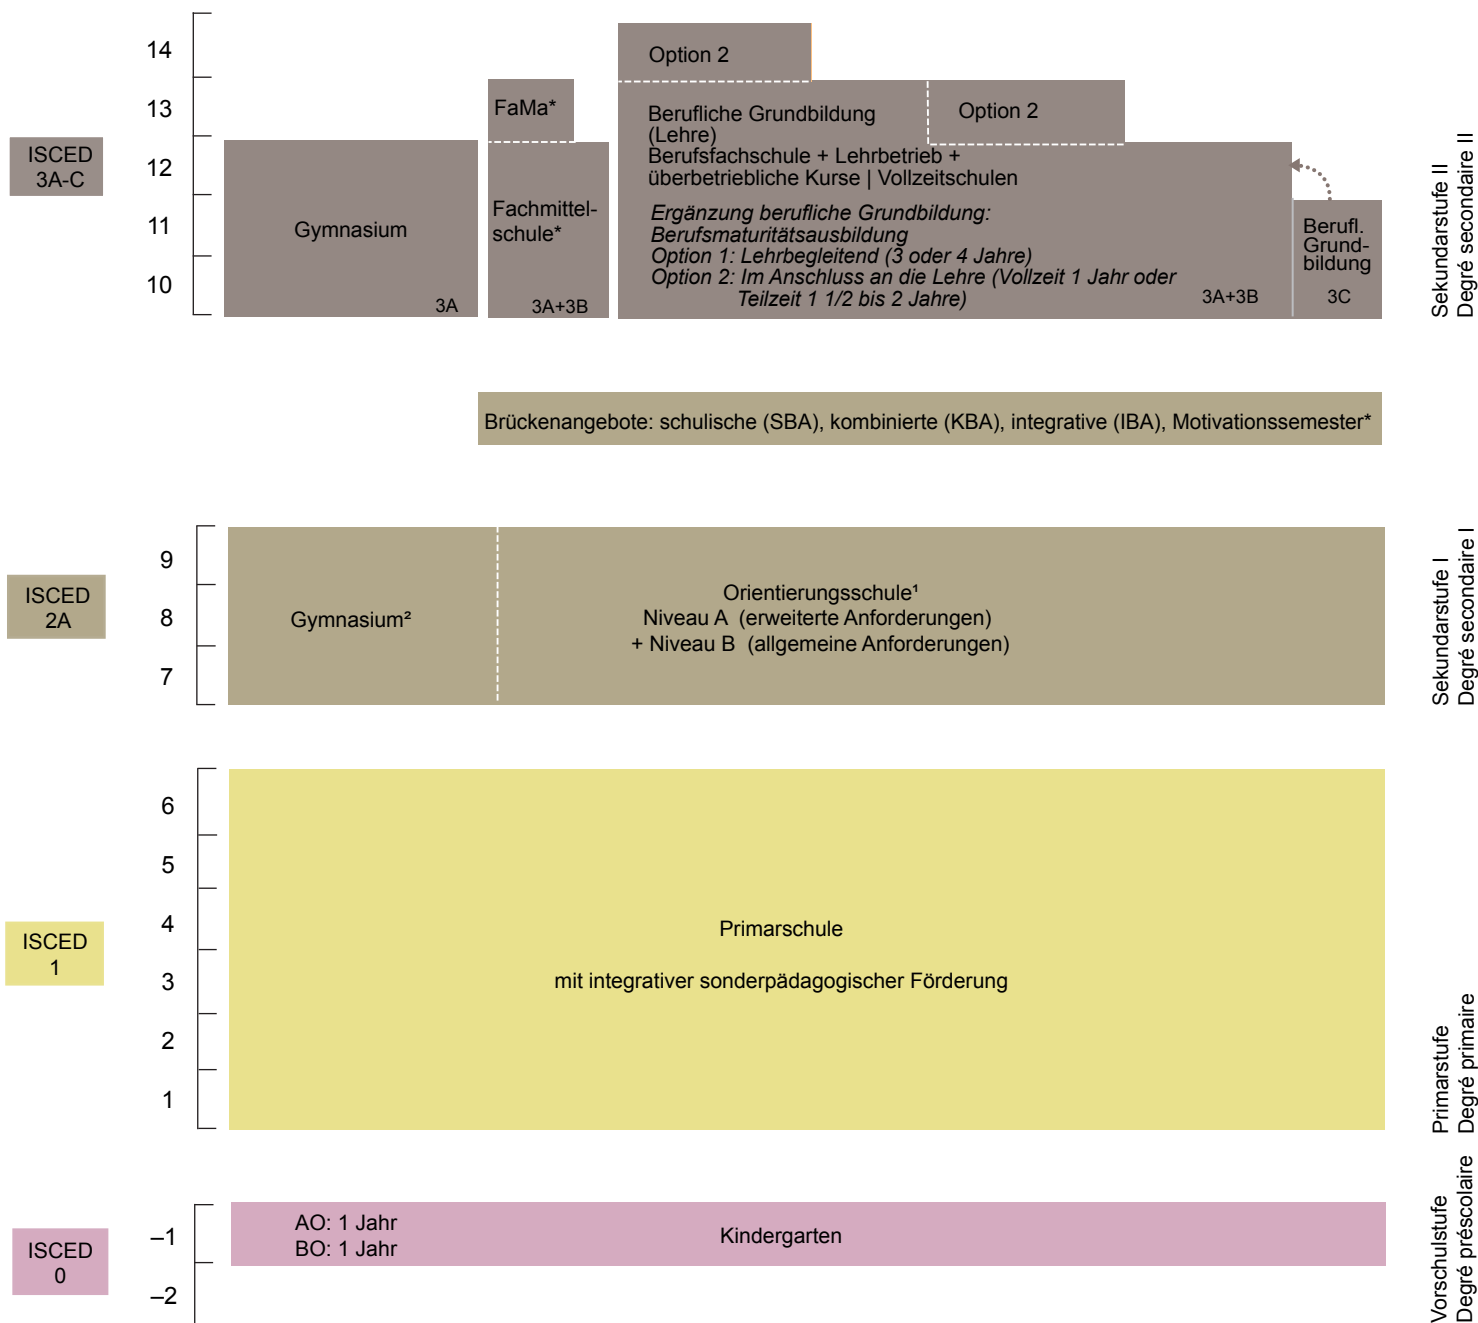 14
Option 2
13
FaMa*
Berufliche Grundbildung
(Lehre)
Option 2
ISCED
3A-C
12
Berufsfachschule + Lehrbetrieb +
überbetriebliche Kurse | Vollzeitschulen
11
Gymnasium
Fachmittel-
schule*
Ergänzung berufliche Grundbildung:
Berufsmaturitätsausbildung
Option 1: Lehrbegleitend (3 oder 4 Jahre)
Option 2: Im Anschluss an die Lehre (Vollzeit 1 Jahr oder
Teilzeit 1 1/2 bis 2 Jahre)
Berufl.
Grund-
bildung
10
3A
3A+3B
3A+3B
3C
Sekundarstufe II
Degré secondaire II
Brückenangebote: schulische (SBA), kombinierte (KBA), integrative (IBA), Motivationssemester*
9
ISCED
2A
8
7
Gymnasium²
Orientierungsschule¹
Niveau A (erweiterte Anforderungen)
+ Niveau B (allgemeine Anforderungen)
Sekundarstufe I
Degré secondaire I
6
5
4
ISCED
1
3
2
1
Primarschule
mit integrativer sonderpädagogischer Förderung
Primarstufe
Degré primaire
–1
ISCED
0
–2
AO: 1 Jahr
BO: 1 Jahr
Kindergarten
Vorschulstufe
Degré préscolaire